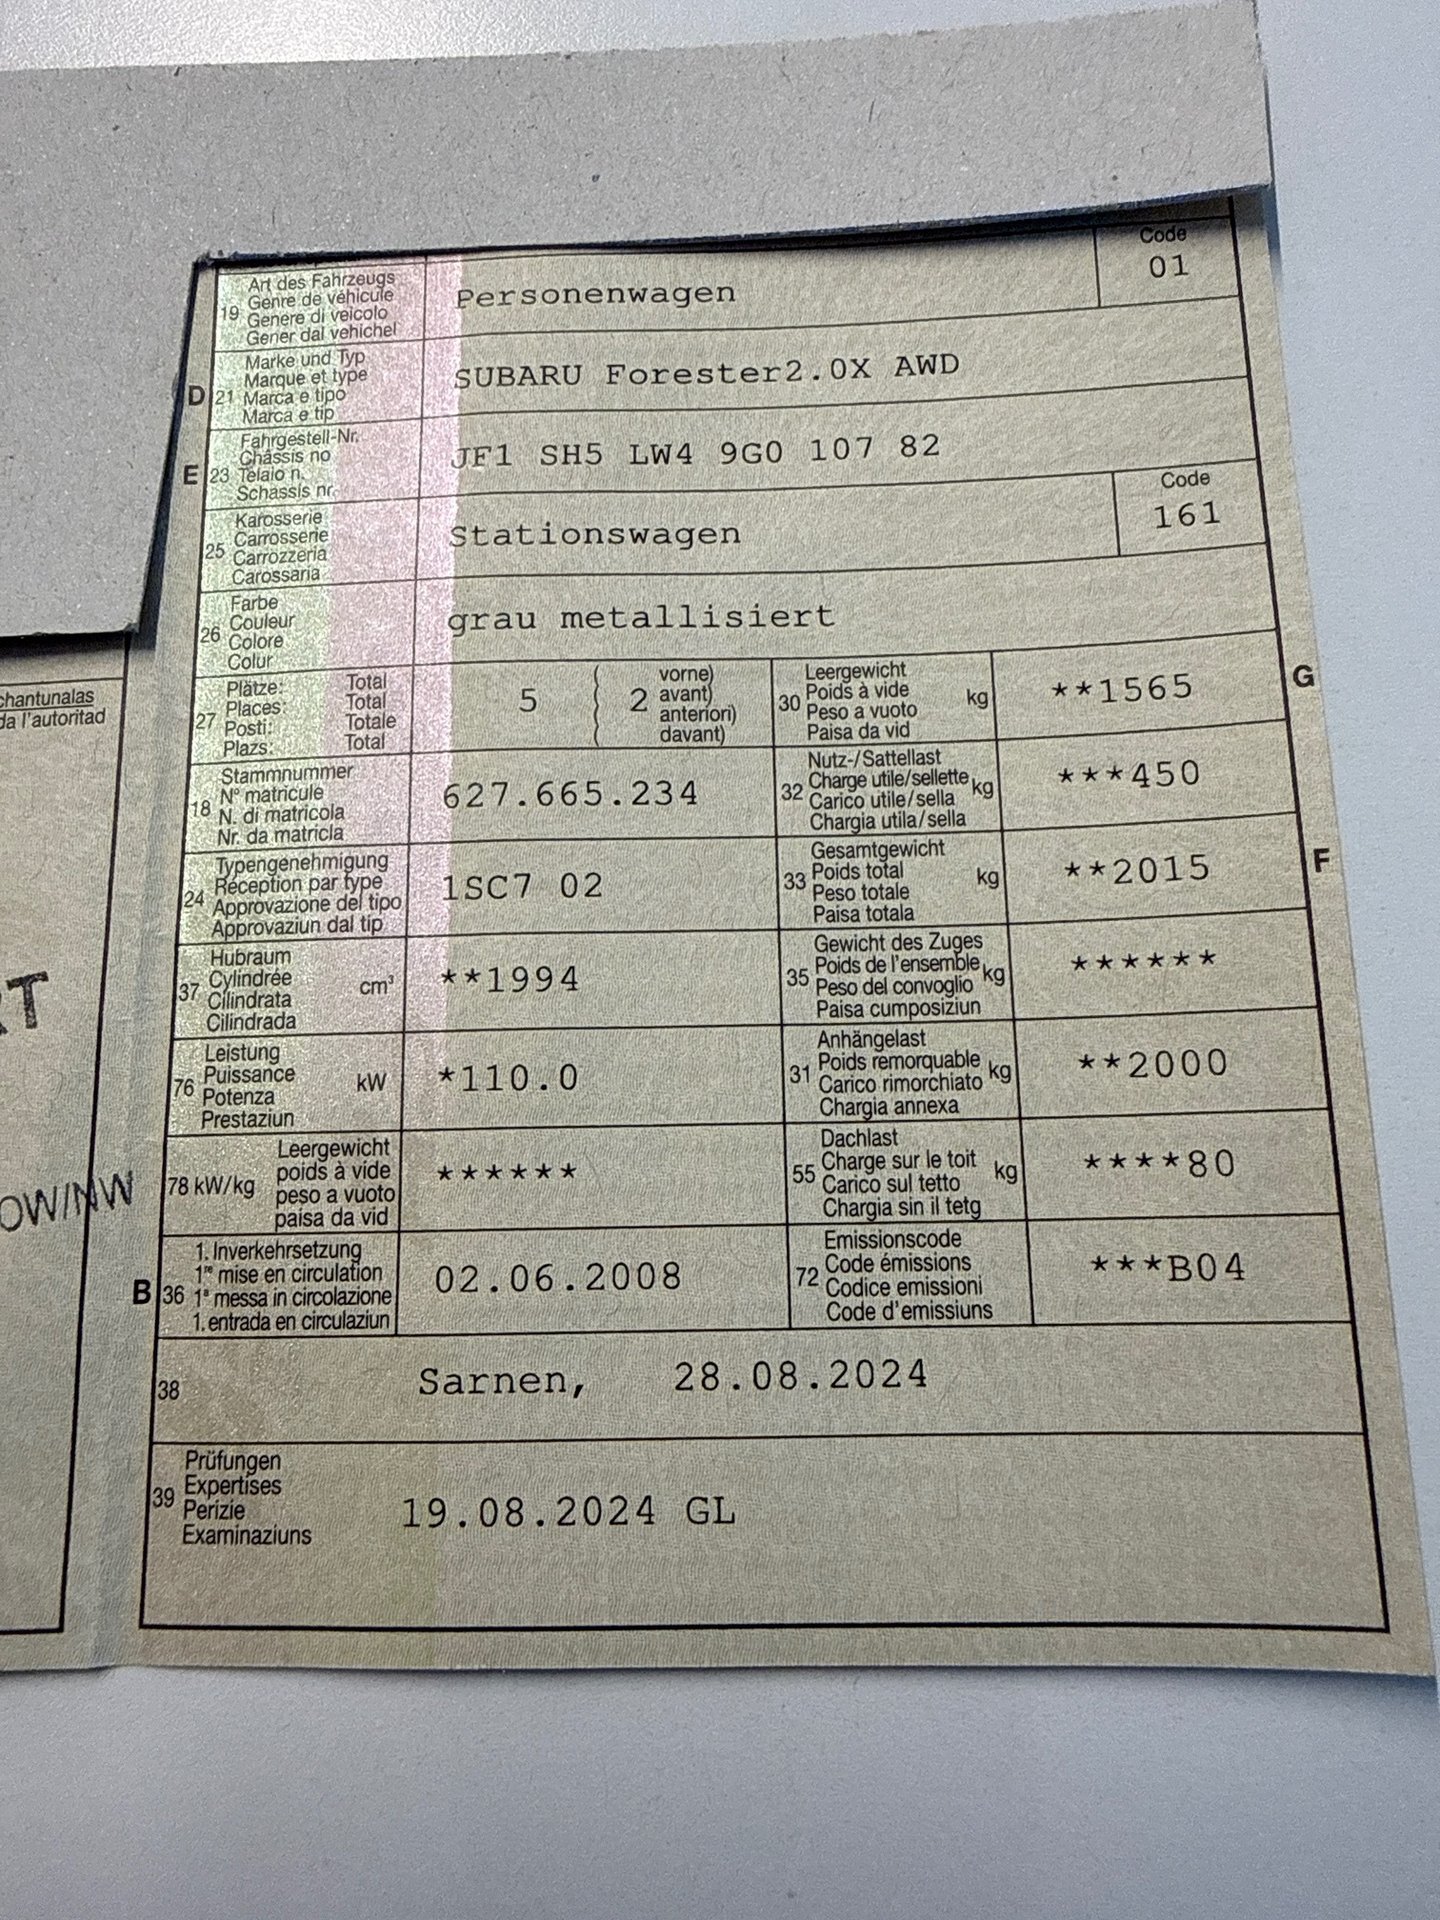 chantunalas
da l'autoritad
RT
OW/NW
Code
01
19 Art des Fahrzeugs
Genre de véhicule
Genere di veicolo
Gener dal vehichel
Personenwagen
D 21 Marke und Typ
Marque et type
Marca e tipo
Marca e tip
SUBARU Forester2.0X AWD
E 23 Fahrgestell-Nr.
Châssis no
Telaio n.
Schassis nr.
JF1 SH5 LW4 9G0 107 82
25 Karosserie
Carrosserie
Carrozzeria
Carossaria
Stationswagen
Code
161
26 Farbe
Couleur
Colore
Colur
grau metallisiert
27 Plätze: Total
Places: Total
Posti: Totale
Plazs: Total
5 ( 2 vorne)
avant)
anteriori)
davant)
30 Leergewicht
Poids à vide kg
Peso a vuoto
Paisa da vid
**1565
G
18 Stammnummer
N° matricule
N. di matricola
Nr. da matricla
627.665.234
32 Nutz-/Sattellast
Charge utile/sellette kg
Carico utile/sella
Chargia utila/sella
***450
24 Typengenehmigung
Réception par type
Approvazione del tipo
Approvaziun dal tip
1SC7 02
33 Gesamtgewicht
Poids total kg
Peso totale
Paisa totala
**2015
F
37 Hubraum
Cylindrée cm³
Cilindrata
Cilindrada
**1994
35 Gewicht des Zuges
Poids de l'ensemble kg
Peso del convoglio
Paisa cumposiziun
******
76 Leistung
Puissance kW
Potenza
Prestaziun
*110.0
31 Anhängelast
Poids remorquable kg
Carico rimorchiato
Chargia annexa
**2000
78 kW/kg Leergewicht
poids à vide
peso a vuoto
paisa da vid
******
55 Dachlast
Charge sur le toit kg
Carico sul tetto
Chargia sin il tetg
****80
B 36 1. Inverkehrsetzung
1re mise en circulation
1a messa in circolazione
1. entrada en circulaziun
02.06.2008
72 Emissionscode
Code émissions
Codice emissioni
Code d'emissiuns
***B04
38 Sarnen, 28.08.2024
39 Prüfungen
Expertises
Perizie
Examinaziuns
19.08.2024 GL